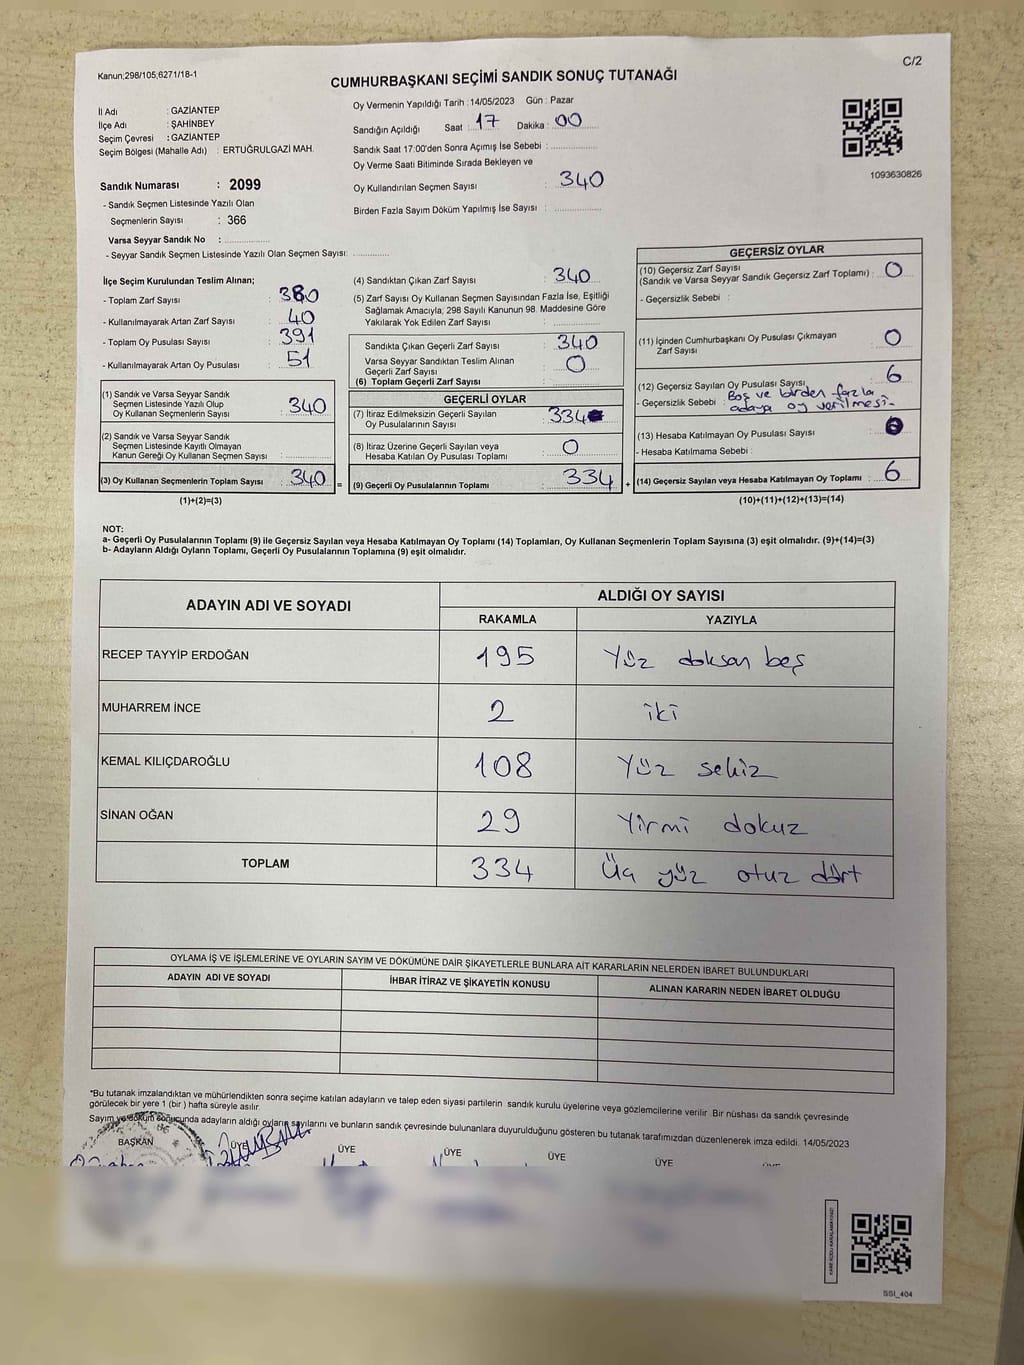 Kanun;298/105,6271/18-1
C/2
CUMHURBAŞKANI SEÇİMİ SANDIK SONUÇ TUTANAĞI
İl Adı : GAZİANTEP
İlçe Adı : ŞAHİNBEY
Seçim Çevresi : GAZİANTEP
Seçim Bölgesi (Mahalle Adı) : ERTUĞRULGAZİ MAH.
Oy Vermenin Yapıldığı Tarih :14/05/2023 Gün : Pazar
Sandığın Açıldığı Saat : 17 Dakika : 00
Sandık Saat 17:00'den Sonra Açımış İse Sebebi :
Oy Verme Saati Bitiminde Sırada Bekleyen ve
Oy Kullandırılan Seçmen Sayısı : 340
Birden Fazla Sayım Döküm Yapılmış İse Sayısı :
1093630826
Sandık Numarası : 2099
- Sandık Seçmen Listesinde Yazılı Olan
Seçmenlerin Sayısı : 366
Varsa Seyyar Sandık No :
- Seyyar Sandık Seçmen Listesinde Yazılı Olan Seçmen Sayısı:
İlçe Seçim Kurulundan Teslim Alınan;
- Toplam Zarf Sayısı : 380
- Kullanılmayarak Artan Zarf Sayısı : 40
- Toplam Oy Pusulası Sayısı : 391
- Kullanılmayarak Artan Oy Pusulası : 51
(1) Sandık ve Varsa Seyyar Sandık
Seçmen Listesinde Yazılı Olup
Oy Kullanan Seçmenlerin Sayısı : 340
(2) Sandık ve Varsa Seyyar Sandık
Seçmen Listesinde Kayıtlı Olmayan
Kanun Gereği Oy Kullanan Seçmen Sayısı :
(3) Oy Kullanan Seçmenlerin Toplam Sayısı : 340
(1)+(2)=(3)
=
(4) Sandıktan Çıkan Zarf Sayısı : 340
(5) Zarf Sayısı Oy Kullanan Seçmen Sayısından Fazla İse, Eşitliği
Sağlamak Amacıyla, 298 Sayılı Kanunun 98. Maddesine Göre
Yakılarak Yok Edilen Zarf Sayısı :
Sandıkta Çıkan Geçerli Zarf Sayısı : 340
Varsa Seyyar Sandıktan Teslim Alınan
Geçerli Zarf Sayısı : 0
(6) Toplam Geçerli Zarf Sayısı :
GEÇERLİ OYLAR
(7) İtiraz Edilmeksizin Geçerli Sayılan
Oy Pusulalarının Sayısı : 334
(8) İtiraz Üzerine Geçerli Sayılan veya
Hesaba Katılan Oy Pusulası Toplamı : 0
(9) Geçerli Oy Pusulalarının Toplamı : 334
+
GEÇERSİZ OYLAR
(10) Geçersiz Zarf Sayısı
(Sandık ve Varsa Seyyar Sandık Geçersiz Zarf Toplamı) : 0
- Geçersizlik Sebebi :
(11) İçinden Cumhurbaşkanı Oy Pusulası Çıkmayan
Zarf Sayısı : 0
(12) Geçersiz Sayılan Oy Pusulası Sayısı : 6
- Geçersizlik Sebebi : Boş ve birden fazla
adaya oy verilmesi.
(13) Hesaba Katılmayan Oy Pusulası Sayısı : 0
- Hesaba Katılmama Sebebi :
(14) Geçersiz Sayılan veya Hesaba Katılmayan Oy Toplamı : 6
(10)+(11)+(12)+(13)=(14)
NOT:
a- Geçerli Oy Pusulalarının Toplamı (9) ile Geçersiz Sayılan veya Hesaba Katılmayan Oy Toplamı (14) Toplamları, Oy Kullanan Seçmenlerin Toplam Sayısına (3) eşit olmalıdır. (9)+(14)=(3)
b- Adayların Aldığı Oyların Toplamı, Geçerli Oy Pusulalarının Toplamına (9) eşit olmalıdır.
ADAYIN ADI VE SOYADI
ALDIĞI OY SAYISI
RAKAMLA YAZIYLA
RECEP TAYYİP ERDOĞAN 195 Yüz doksan beş
MUHARREM İNCE 2 iki
KEMAL KILIÇDAROĞLU 108 Yüz sekiz
SİNAN OĞAN 29 Yirmi dokuz
TOPLAM 334 Üç yüz otuz dört
OYLAMA İŞ VE İŞLEMLERİNE VE OYLARIN SAYIM VE DÖKÜMÜNE DAİR ŞİKAYETLERLE BUNLARA AİT KARARLARIN NELERDEN İBARET BULUNDUKLARI
ADAYIN ADI VE SOYADI İHBAR İTİRAZ VE ŞİKAYETİN KONUSU ALINAN KARARIN NEDEN İBARET OLDUĞU
*Bu tutanak imzalandıktan ve mühürlendikten sonra seçime katılan adayların ve talep eden siyasi partilerin sandık kurulu üyelerine veya gözlemcilerine verilir. Bir nüshası da sandık çevresinde
görülecek bir yere 1 (bir ) hafta süreyle asılır.
Sayım ve döküm sonucunda adayların aldığı oyların sayılarını ve bunların sandık çevresinde bulunanlara duyurulduğunu gösteren bu tutanak tarafımızdan düzenlenerek imza edildi. 14/05/2023
BAŞKAN ÜYE ÜYE ÜYE ÜYE ÜYE
KARE KODU KARALAMAYINIZ!
SSI_404